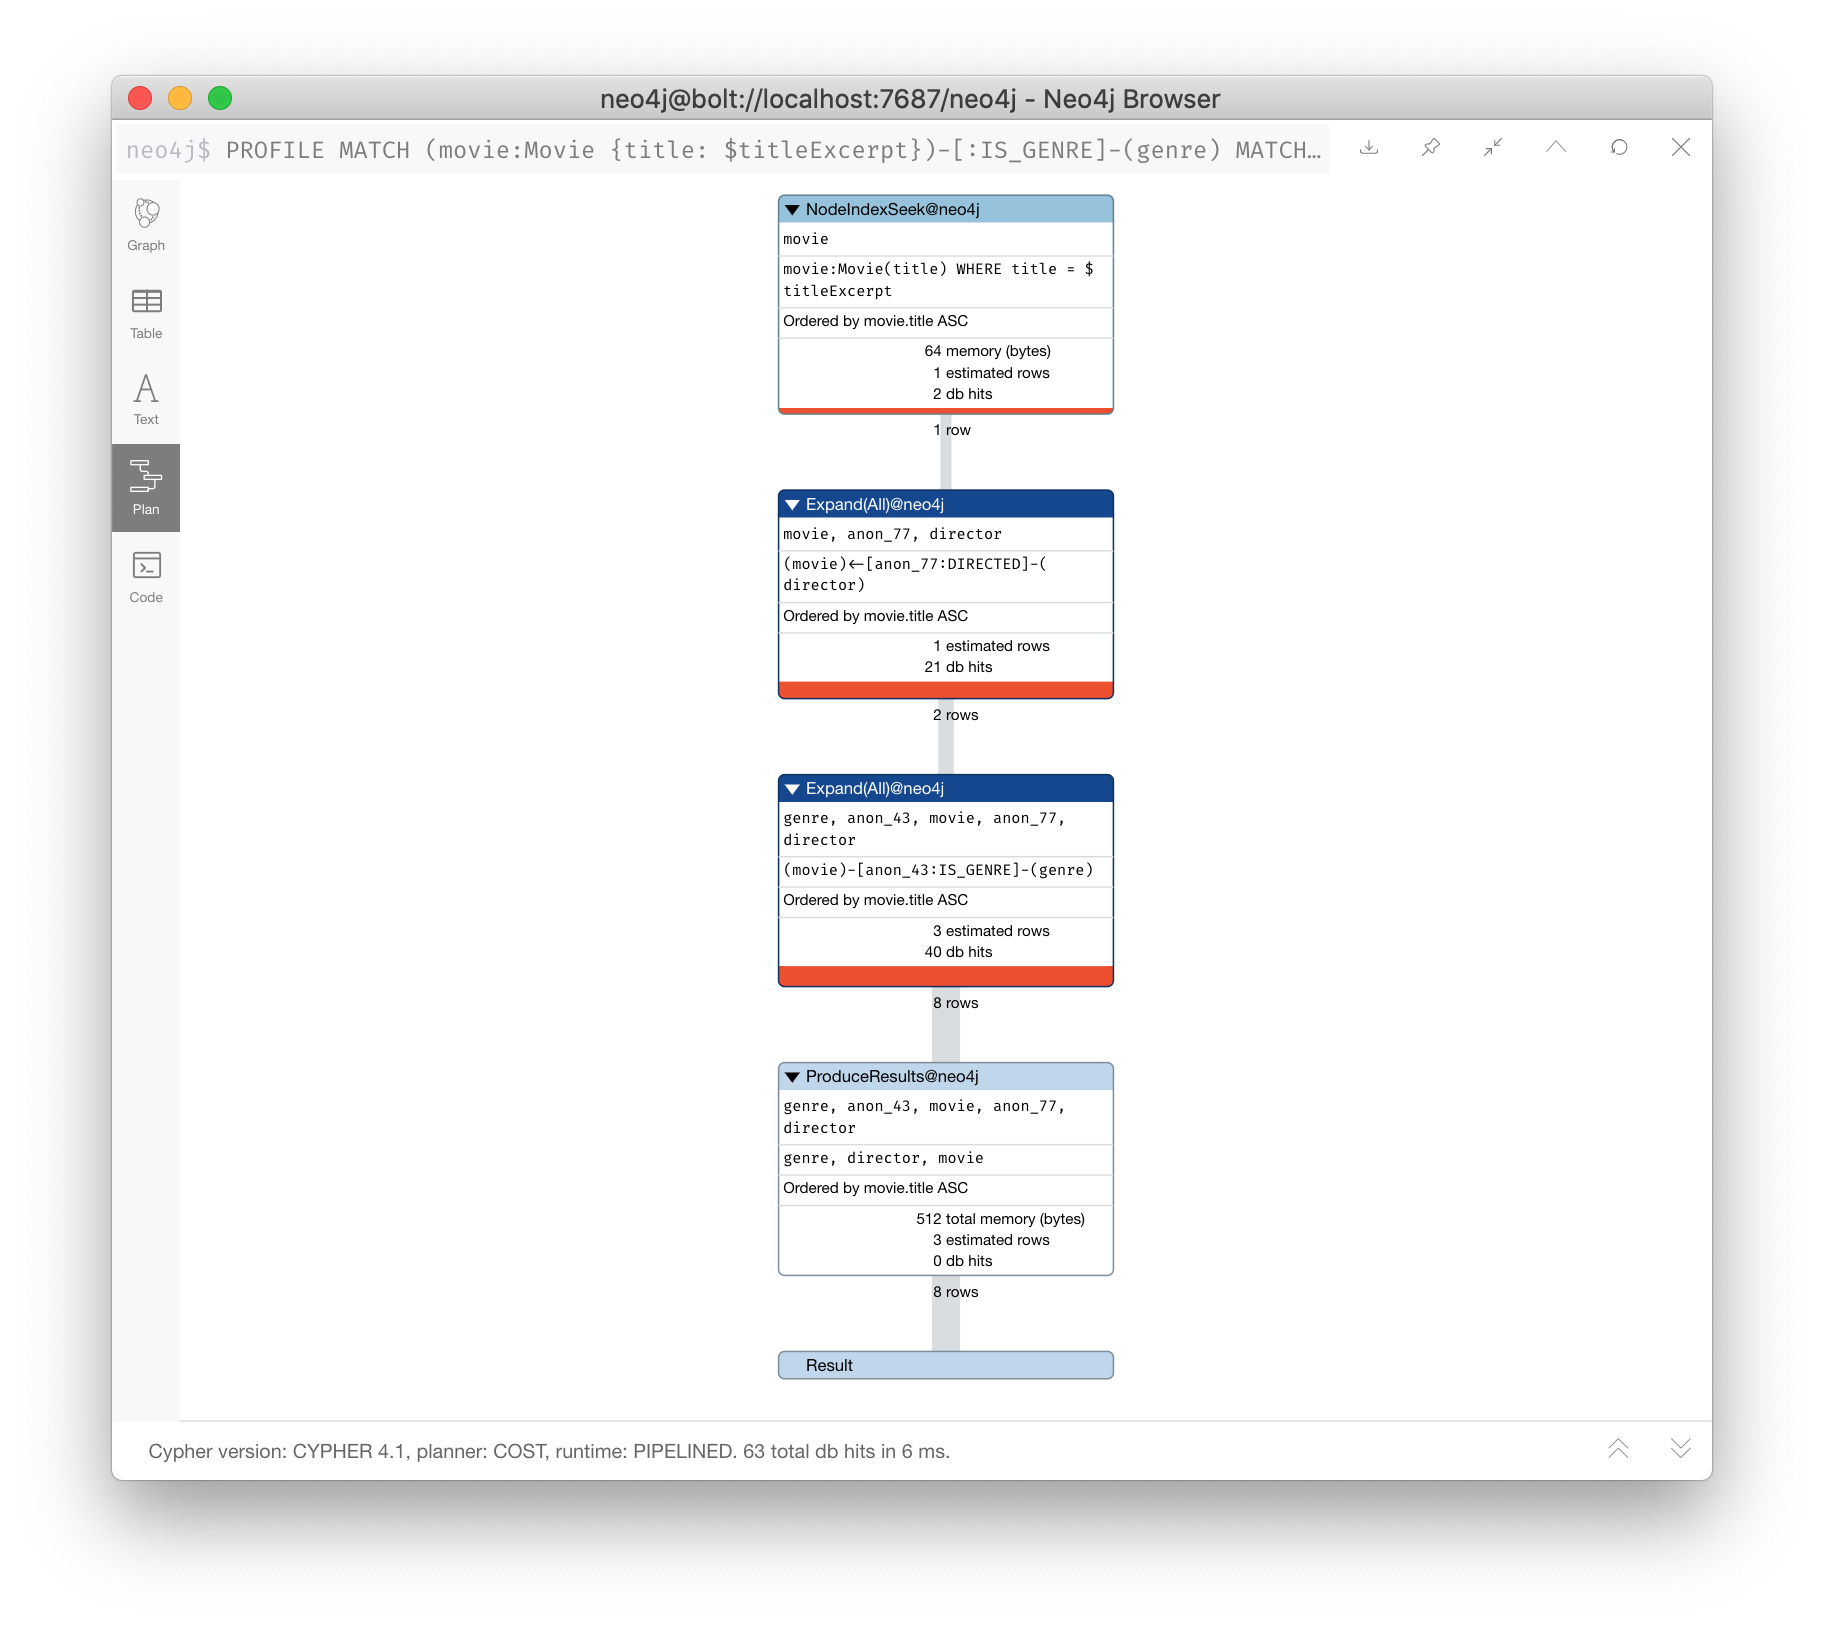 neo4j@bolt://localhost:7687/neo4j - Neo4j Browser
neo4j$ PROFILE MATCH (movie:Movie {title: $titleExcerpt})-[:IS_GENRE]-(genre) MATCH…
Graph
Table
Text
Plan
Code
NodeIndexSeek@neo4j
movie
movie:Movie(title) WHERE title = $
titleExcerpt
Ordered by movie.title ASC
64 memory (bytes)
1 estimated rows
2 db hits
1 row
Expand(All)@neo4j
movie, anon_77, director
(movie)<-[anon_77:DIRECTED]-(
director)
Ordered by movie.title ASC
1 estimated rows
21 db hits
2 rows
Expand(All)@neo4j
genre, anon_43, movie, anon_77,
director
(movie)-[anon_43:IS_GENRE]-(genre)
Ordered by movie.title ASC
3 estimated rows
40 db hits
8 rows
ProduceResults@neo4j
genre, anon_43, movie, anon_77,
director
genre, director, movie
Ordered by movie.title ASC
512 total memory (bytes)
3 estimated rows
0 db hits
8 rows
Result
Cypher version: CYPHER 4.1, planner: COST, runtime: PIPELINED. 63 total db hits in 6 ms.